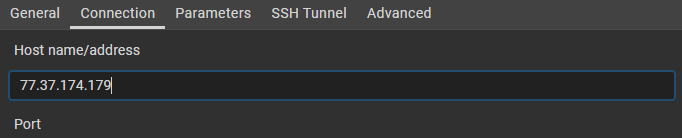 General Connection Parameters SSH Tunnel Advanced
Host name/address
77.37.174.179
Port